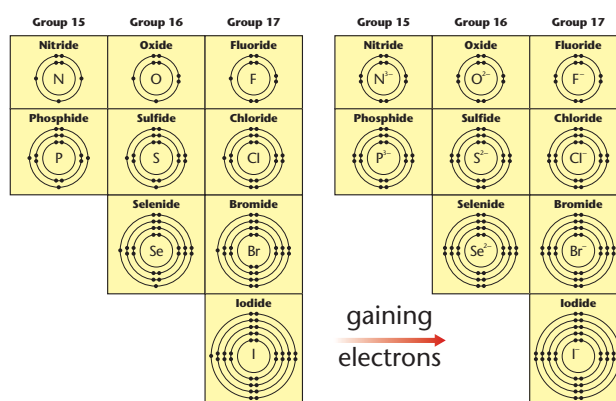 Group 15 Group 16 Group 17 Group 15 Group 16 Group 17
Nitride Oxide Fluoride Nitride Oxide Fluoride
N O F N³⁻ O²⁻ F⁻
Phosphide Sulfide Chloride Phosphide Sulfide Chloride
P S Cl P³⁻ S²⁻ Cl⁻
Selenide Bromide Selenide Bromide
Se Br Se²⁻ Br⁻
Iodide Iodide
gaining
I I⁻
electrons